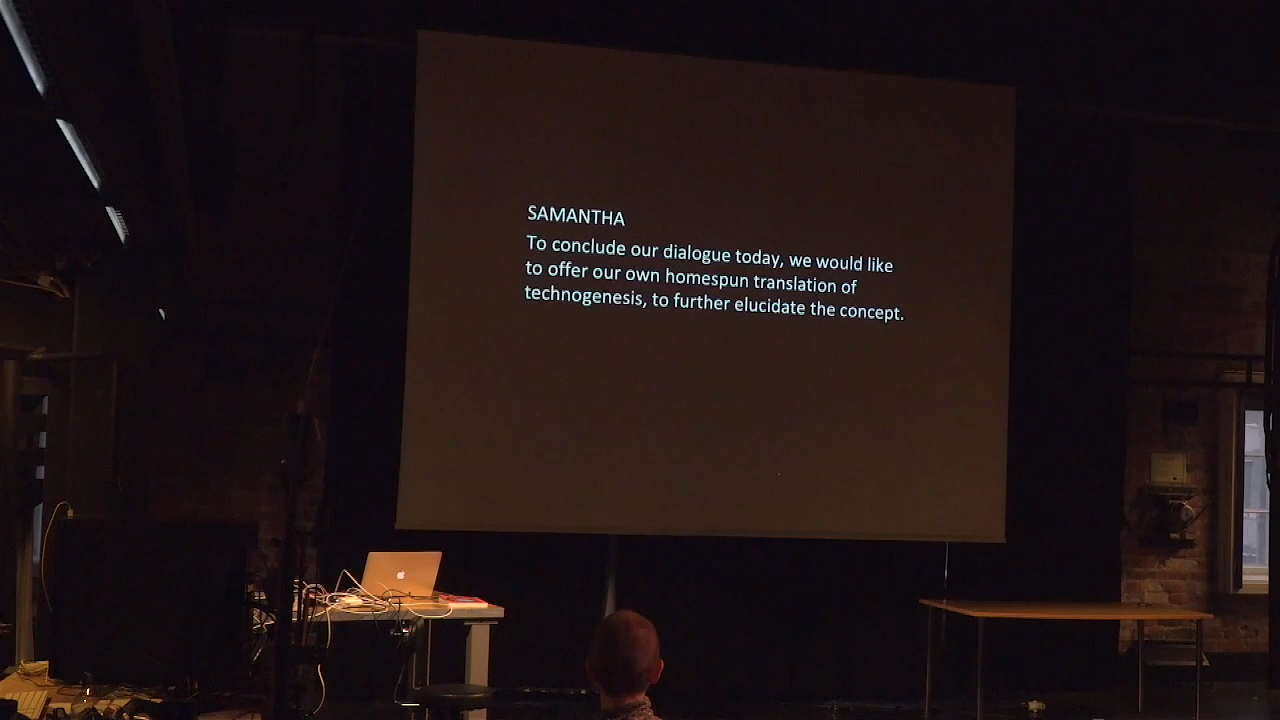 SAMANTHA
To conclude our dialogue today, we would like
to offer our own homespun translation of
technogenesis, to further elucidate the concept.